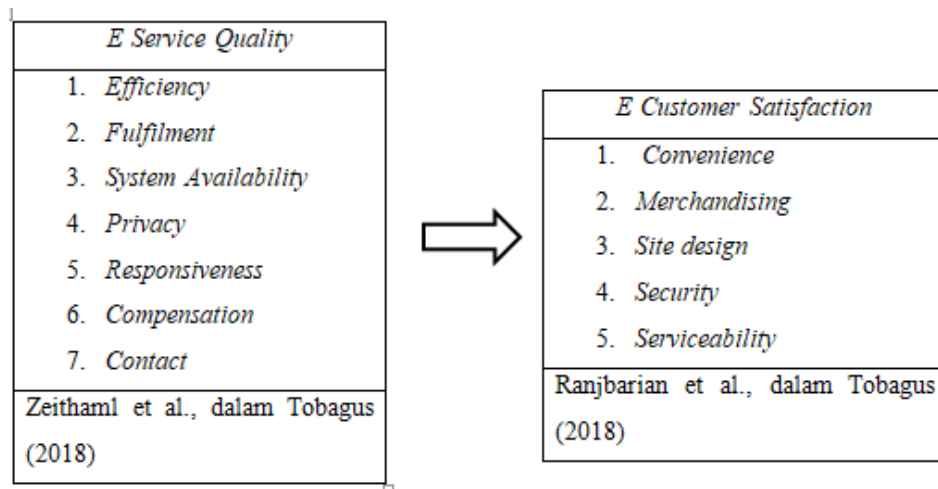 E Service Quality
1. Efficiency
2. Fulfilment
3. System Availability
4. Privacy
5. Responsiveness
6. Compensation
7. Contact
Zeithaml et al., dalam Tobagus
(2018)
E Customer Satisfaction
1. Convenience
2. Merchandising
3. Site design
4. Security
5. Serviceability
Ranjbarian et al., dalam Tobagus
(2018)